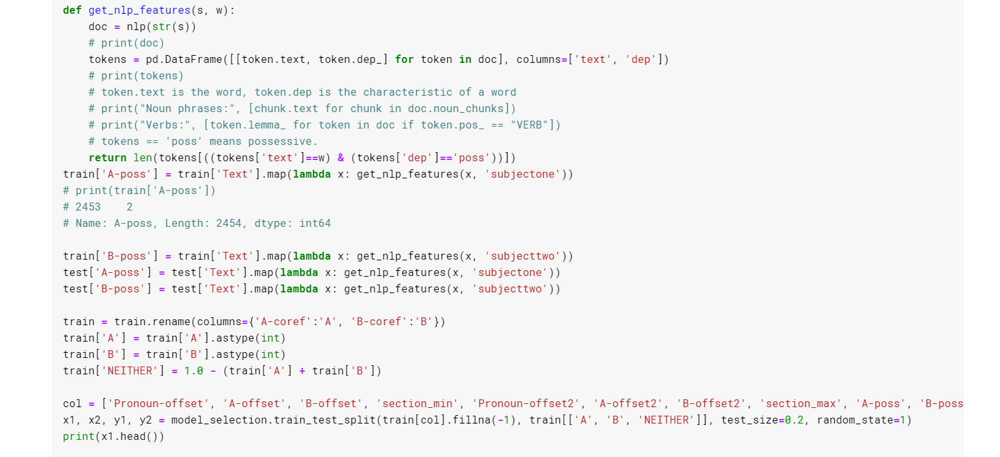 def get_nlp_features(s, w):
    doc = nlp(str(s))
    # print(doc)
    tokens = pd.DataFrame([[token.text, token.dep_] for token in doc], columns=['text', 'dep'])
    # print(tokens)
    # token.text is the word, token.dep is the characteristic of a word
    # print("Noun phrases:", [chunk.text for chunk in doc.noun_chunks])
    # print("Verbs:", [token.lemma_ for token in doc if token.pos_ == "VERB"])
    # tokens == 'poss' means possessive.
    return len(tokens[((tokens['text']==w) & (tokens['dep']=='poss'))])
train['A-poss'] = train['Text'].map(lambda x: get_nlp_features(x, 'subjectone'))
# print(train['A-poss'])
# 2453    2
# Name: A-poss, Length: 2454, dtype: int64

train['B-poss'] = train['Text'].map(lambda x: get_nlp_features(x, 'subjecttwo'))
test['A-poss'] = test['Text'].map(lambda x: get_nlp_features(x, 'subjectone'))
test['B-poss'] = test['Text'].map(lambda x: get_nlp_features(x, 'subjecttwo'))

train = train.rename(columns={'A-coref':'A', 'B-coref':'B'})
train['A'] = train['A'].astype(int)
train['B'] = train['B'].astype(int)
train['NEITHER'] = 1.0 - (train['A'] + train['B'])

col = ['Pronoun-offset', 'A-offset', 'B-offset', 'section_min', 'Pronoun-offset2', 'A-offset2', 'B-offset2', 'section_max', 'A-poss', 'B-poss
x1, x2, y1, y2 = model_selection.train_test_split(train[col].fillna(-1), train[['A', 'B', 'NEITHER']], test_size=0.2, random_state=1)
print(x1.head())